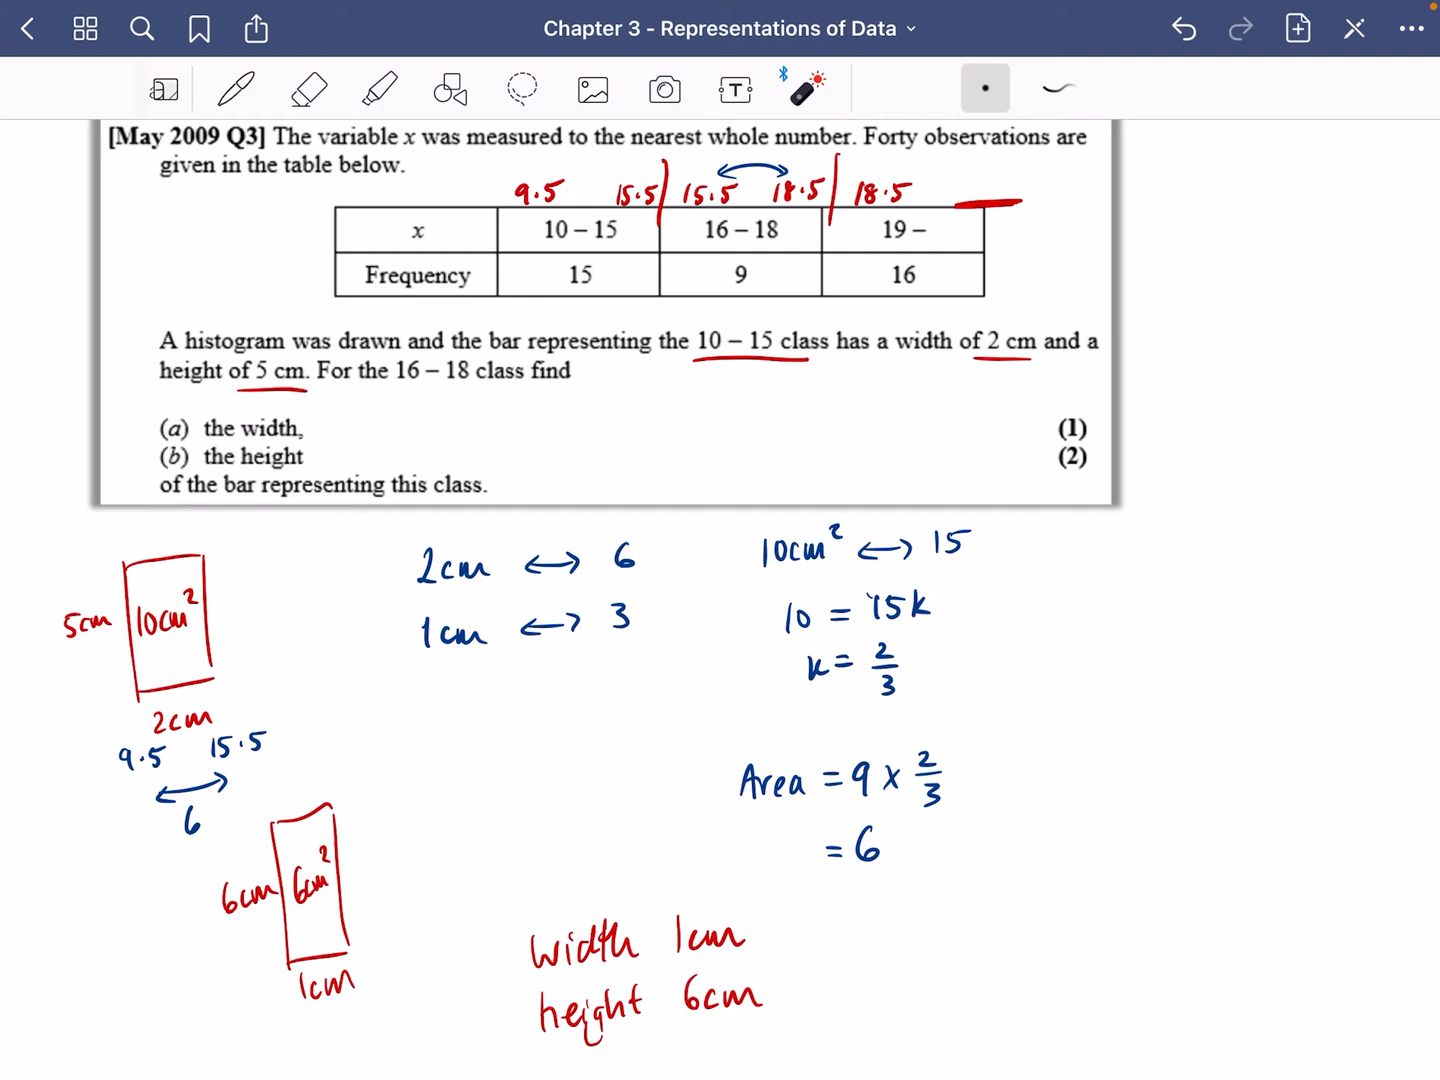 Chapter 3 - Representations of Data
[May 2009 Q3] The variable x was measured to the nearest whole number. Forty observations are
given in the table below.
9.5 15.5 15.5 18.5 18.5
x 10 – 15 16 – 18 19 –
Frequency 15 9 16
A histogram was drawn and the bar representing the 10 – 15 class has a width of 2 cm and a
height of 5 cm. For the 16 – 18 class find
(a) the width, (1)
(b) the height (2)
of the bar representing this class.
5cm 10cm²
2cm
9.5 15.5
6
6cm 6cm²
1cm
2cm ↔ 6
1cm ↔ 3
10cm² ↔ 15
10 = 15k
k = 2/3
Area = 9 × 2/3
= 6
width 1cm
height 6cm